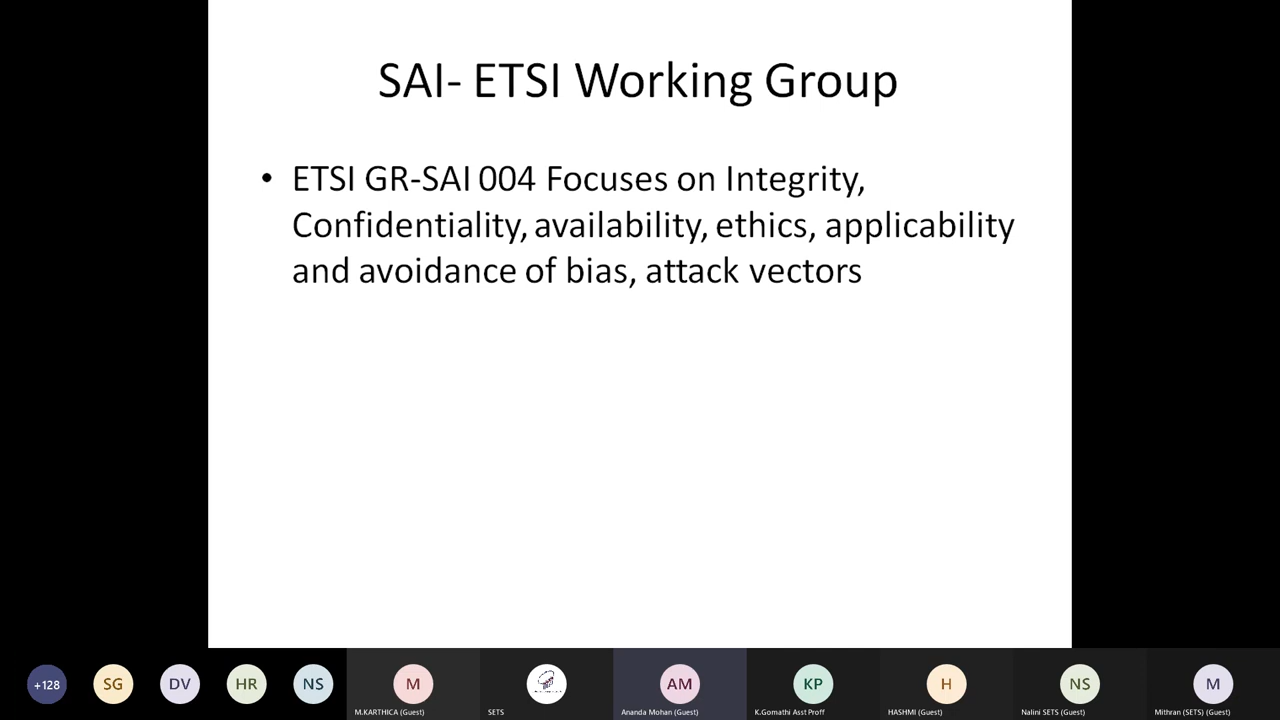 SAI- ETSI Working Group
• ETSI GR-SAI 004 Focuses on Integrity,
Confidentiality, availability, ethics, applicability
and avoidance of bias, attack vectors
+128
SG
DV
HR
NS
M
AM
KP
H
NS
M
M.KARTHICA (Guest)
SETS
Ananda Mohan (Guest)
K.Gomathi Asst Proff
HASHMI (Guest)
Nalini SETS (Guest)
Mithran (SETS) (Guest)